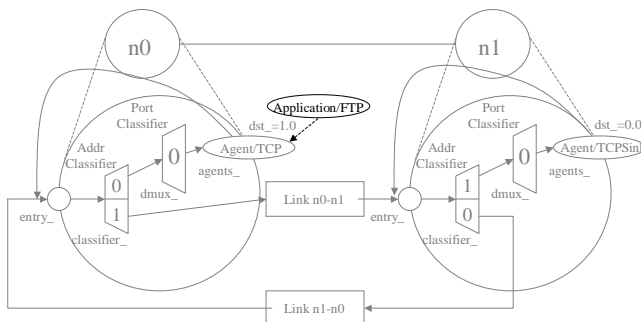 n0
n1
Application/FTP
Port
Classifier
dst_=1.0
Agent/TCP
Addr
Classifier
0
0
1
agents_
dmux_
entry_
classifier_
Link n0-n1
Port
Classifier
dst_=0.0
Agent/TCPSin
Addr
Classifier
0
1
0
agents_
dmux_
entry_
classifier_
Link n1-n0